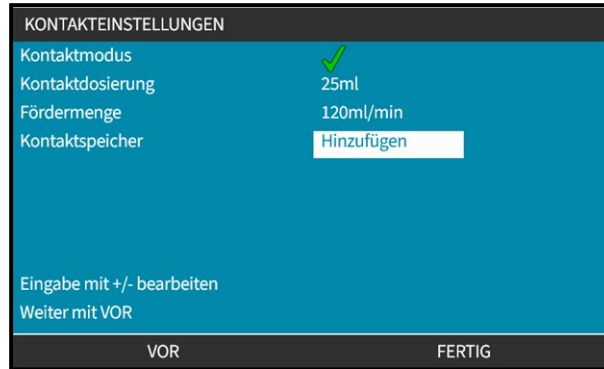 KONTAKTEINSTELLUNGEN
Kontaktmodus
Kontaktdosierung 25ml
Fördermenge 120ml/min
Kontaktspeicher Hinzufügen
Eingabe mit +/- bearbeiten
Weiter mit VOR
VOR FERTIG